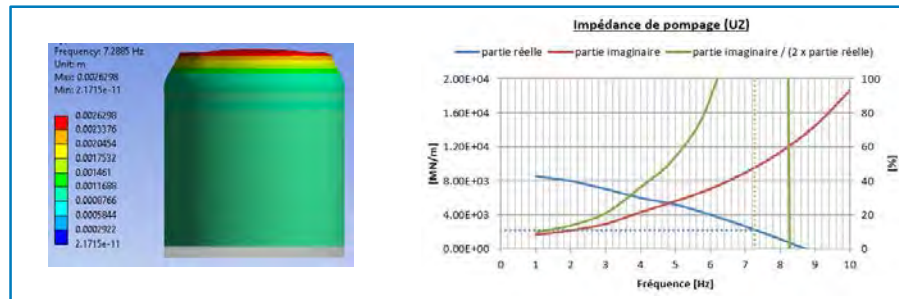 Frequency: 7.2885 Hz
Unit: m
Max: 0.0026298
Min: 2.1715e-11
0.0026298
0.0023376
0.0020454
0.0017532
0.001461
0.0011688
0.0008766
0.0005844
0.0002922
2.1715e-11
Impédance de pompage (UZ)
partie réelle
partie imaginaire
partie imaginaire / (2 x partie réelle)
2.00E+04
1.60E+04
1.20E+04
8.00E+03
4.00E+03
0.00E+00
[MN/m]
100
80
60
40
20
0
[%]
0 1 2 3 4 5 6 7 8 9 10
Fréquence [Hz]